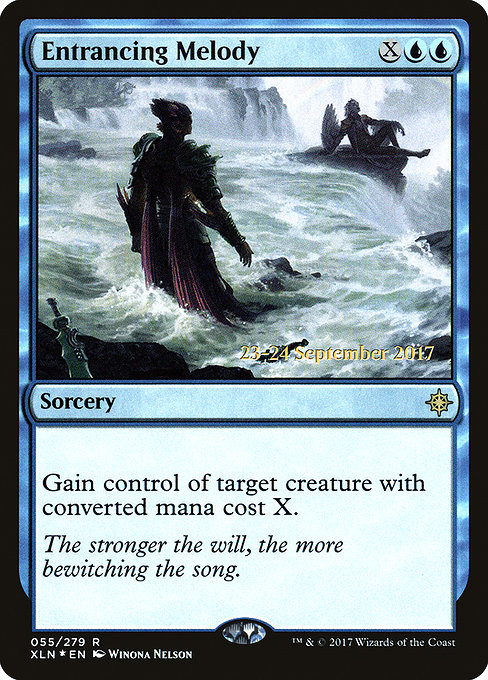 Entrancing Melody
X
23-24 September 2017
Sorcery
Gain control of target creature with
converted mana cost X.
The stronger the will, the more
bewitching the song.
055/279 R
XLN ★ EN Winona Nelson
™ & © 2017 Wizards of the Coast